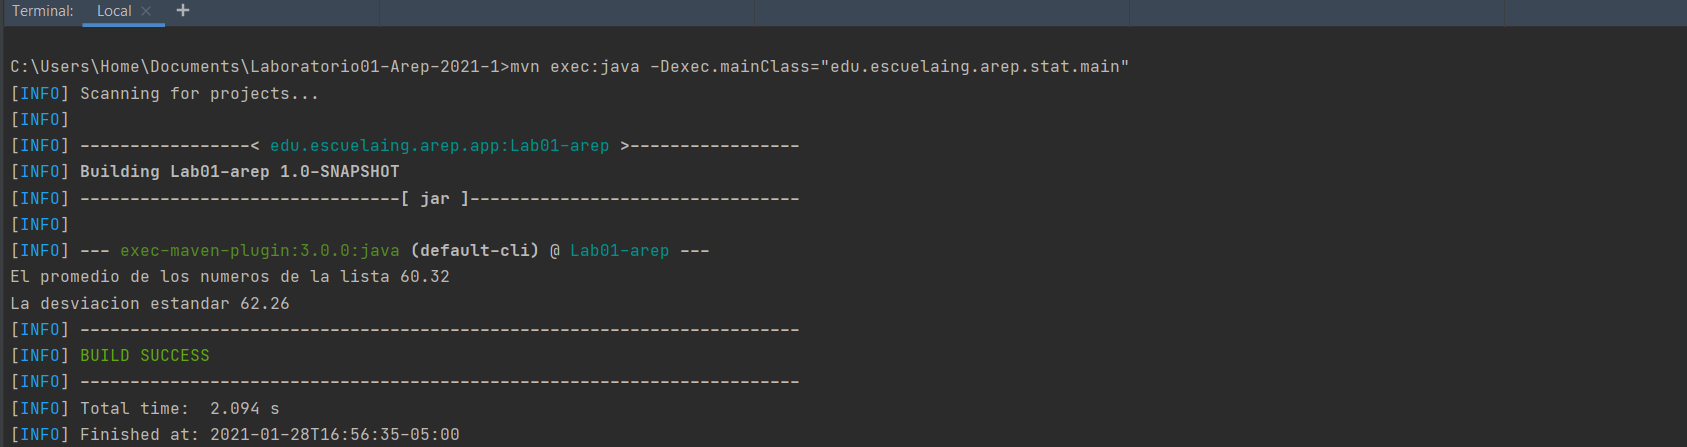 Terminal: Local × +
C:\Users\Home\Documents\Laboratorio01-Arep-2021-1>mvn exec:java -Dexec.mainClass="edu.escuelaing.arep.stat.main"
[INFO] Scanning for projects...
[INFO]
[INFO] -----------------< edu.escuelaing.arep.app:Lab01-arep >-----------------
[INFO] Building Lab01-arep 1.0-SNAPSHOT
[INFO] --------------------------------[ jar ]---------------------------------
[INFO]
[INFO] --- exec-maven-plugin:3.0.0:java (default-cli) @ Lab01-arep ---
El promedio de los numeros de la lista 60.32
La desviacion estandar 62.26
[INFO] ------------------------------------------------------------------------
[INFO] BUILD SUCCESS
[INFO] ------------------------------------------------------------------------
[INFO] Total time:  2.094 s
[INFO] Finished at: 2021-01-28T16:56:35-05:00